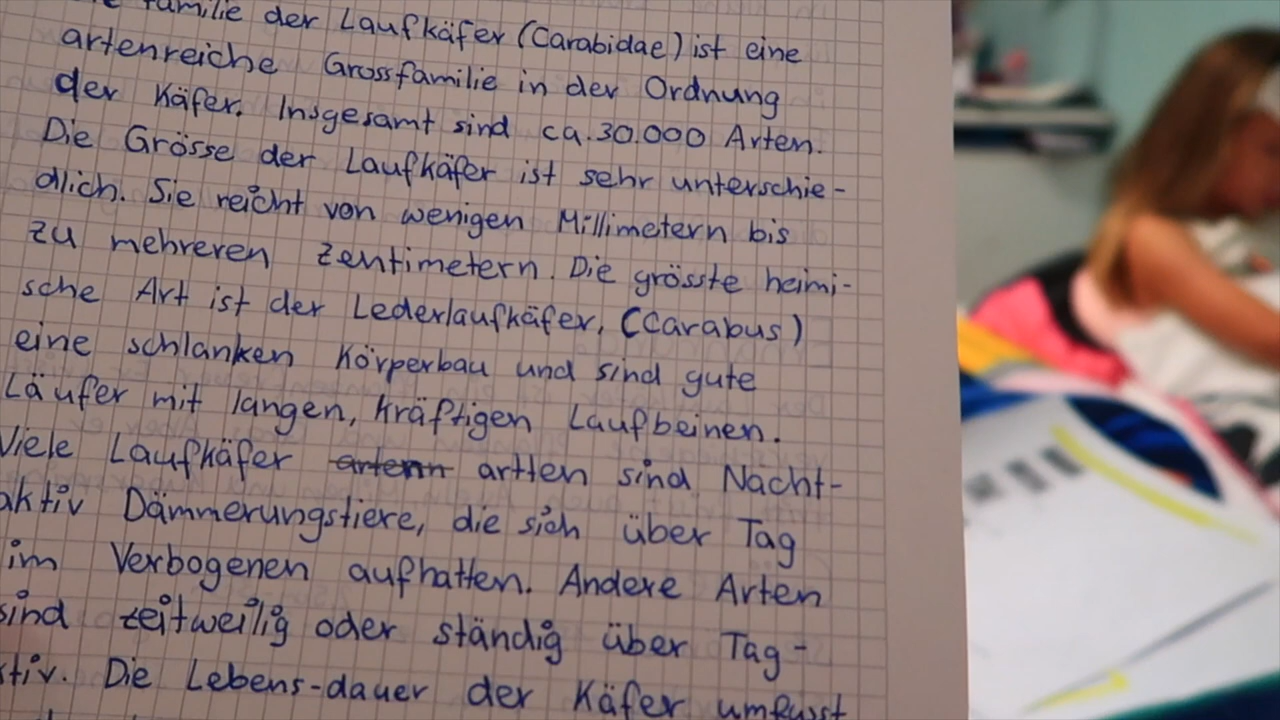 familie der Laufkäfer (Carabidae) ist eine
artenreiche Grossfamilie in der Ordnung
der Käfer. Insgesamt sind ca. 30.000 Arten.
Die Grösse der Laufkäfer ist sehr unterschie-
dlich. Sie reicht von wenigen Millimetern bis
zu mehreren Zentimetern. Die grösste heimi-
sche Art ist der Lederlaufkäfer, (Carabus)
eine schlanken Körperbau und sind gute
Läufer mit langen, kräftigen Laufbeinen.
Viele Laufkäfer artenn artten sind Nacht-
aktiv Dämmerungstiere, die sich über Tag
im Verbogenen aufhatten. Andere Arten
sind zeitweilig oder ständig über Tag-
ktiv. Die Lebens-dauer der Käfer umfasst